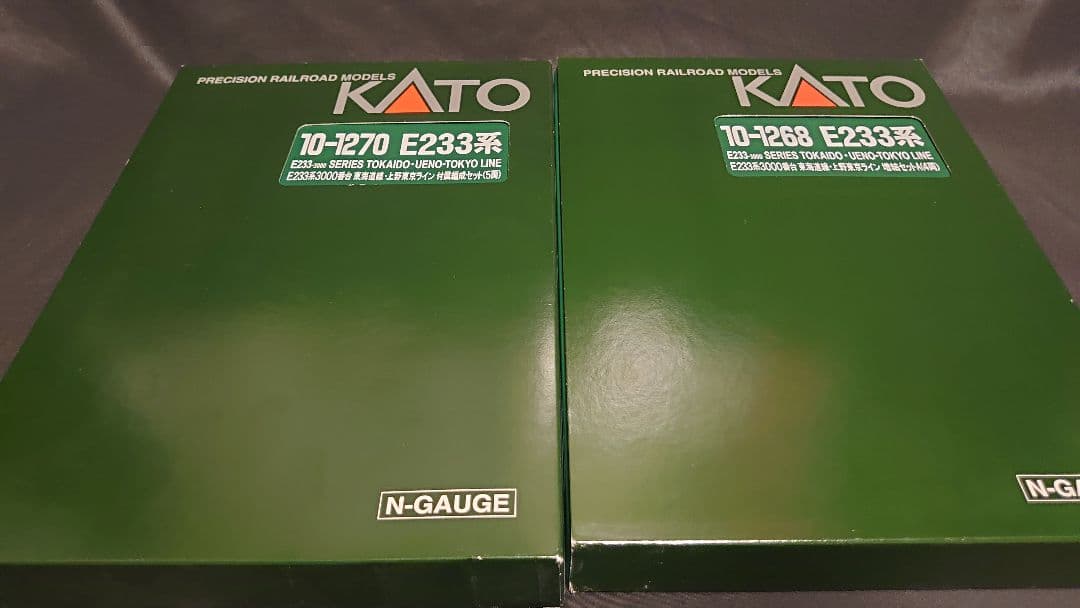 PRECISION RAILROAD MODELS
KATO
10-1270 E233系
E233-3000 SERIES TOKAIDO・UENO-TOKYO LINE
E233系3000番台 東海道線・上野東京ライン 付属編成セット(5両)
N-GAUGE
PRECISION RAILROAD MODELS
KATO
10-1268 E233系
E233-3000 SERIES TOKAIDO・UENO-TOKYO LINE
E233系3000番台 東海道線・上野東京ライン 増結セットA(4両)
N-GA